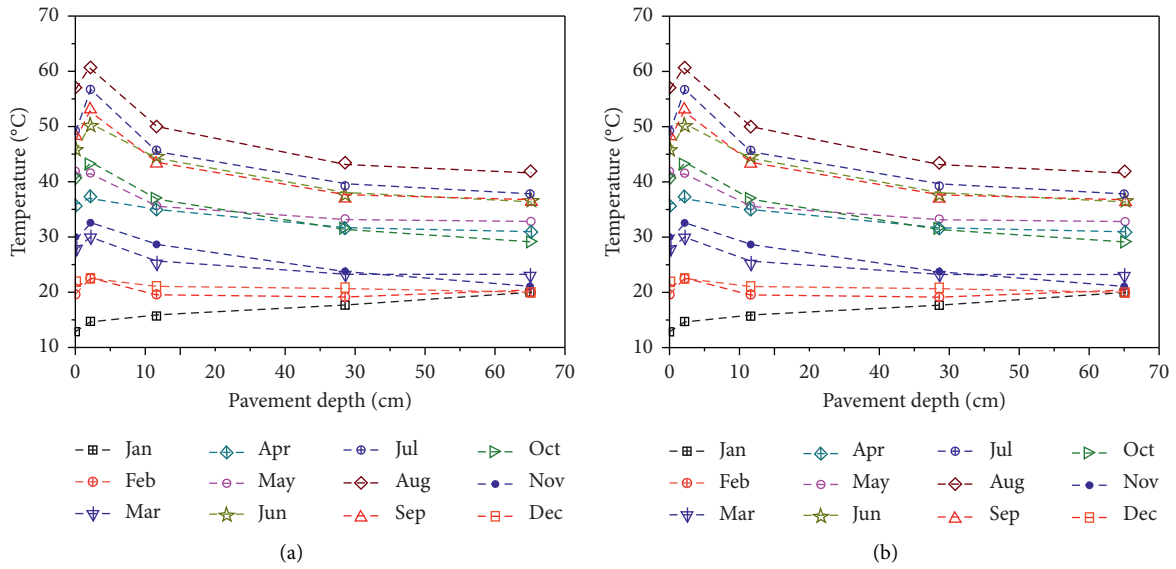 70
60
50
40
30
20
10
Temperature (°C)
0 10 20 40 30 50 60 70
Pavement depth (cm)
Jan Apr Jul Oct
Feb May Aug Nov
Mar Jun Sep Dec
(a)
70
60
50
40
30
20
10
Temperature (°C)
0 10 20 40 30 50 60 70
Pavement depth (cm)
Jan Apr Jul Oct
Feb May Aug Nov
Mar Jun Sep Dec
(b)